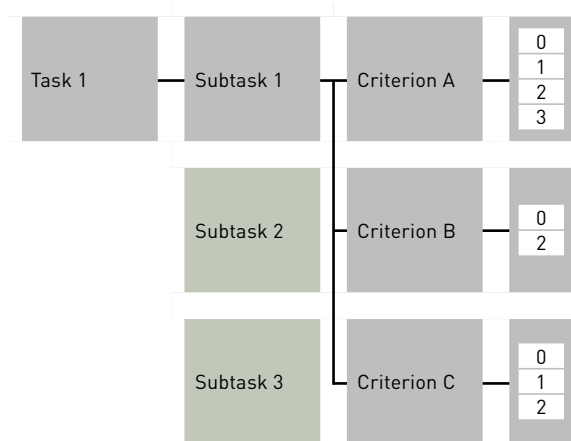 Task 1
Subtask 1
Criterion A
0
1
2
3
Subtask 2
Criterion B
0
2
Subtask 3
Criterion C
0
1
2